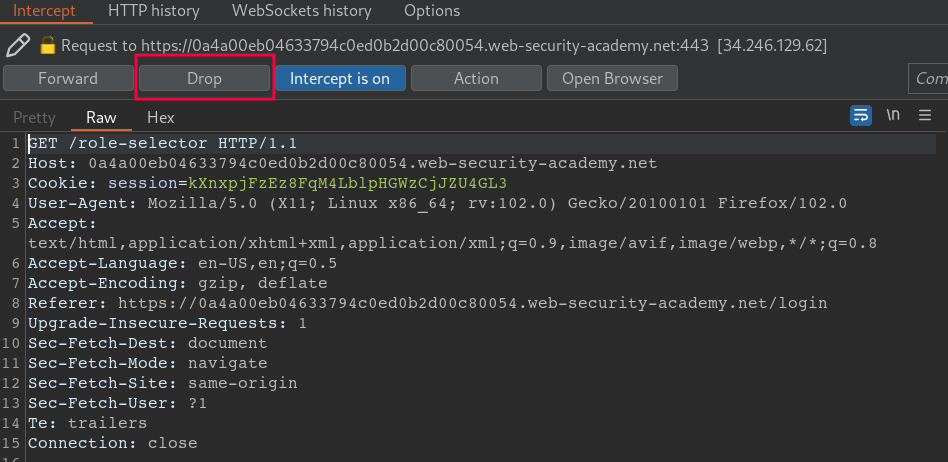 Intercept HTTP history WebSockets history Options
Request to https://0a4a00eb04633794c0ed0b2d00c80054.web-security-academy.net:443 [34.246.129.62]
Forward Drop Intercept is on Action Open Browser Com
Pretty Raw Hex \n
1 GET /role-selector HTTP/1.1
2 Host: 0a4a00eb04633794c0ed0b2d00c80054.web-security-academy.net
3 Cookie: session=kXnxpjFzEz8FqM4LblpHGWzCjJZU4GL3
4 User-Agent: Mozilla/5.0 (X11; Linux x86_64; rv:102.0) Gecko/20100101 Firefox/102.0
5 Accept:
text/html,application/xhtml+xml,application/xml;q=0.9,image/avif,image/webp,*/*;q=0.8
6 Accept-Language: en-US,en;q=0.5
7 Accept-Encoding: gzip, deflate
8 Referer: https://0a4a00eb04633794c0ed0b2d00c80054.web-security-academy.net/login
9 Upgrade-Insecure-Requests: 1
10 Sec-Fetch-Dest: document
11 Sec-Fetch-Mode: navigate
12 Sec-Fetch-Site: same-origin
13 Sec-Fetch-User: ?1
14 Te: trailers
15 Connection: close
16